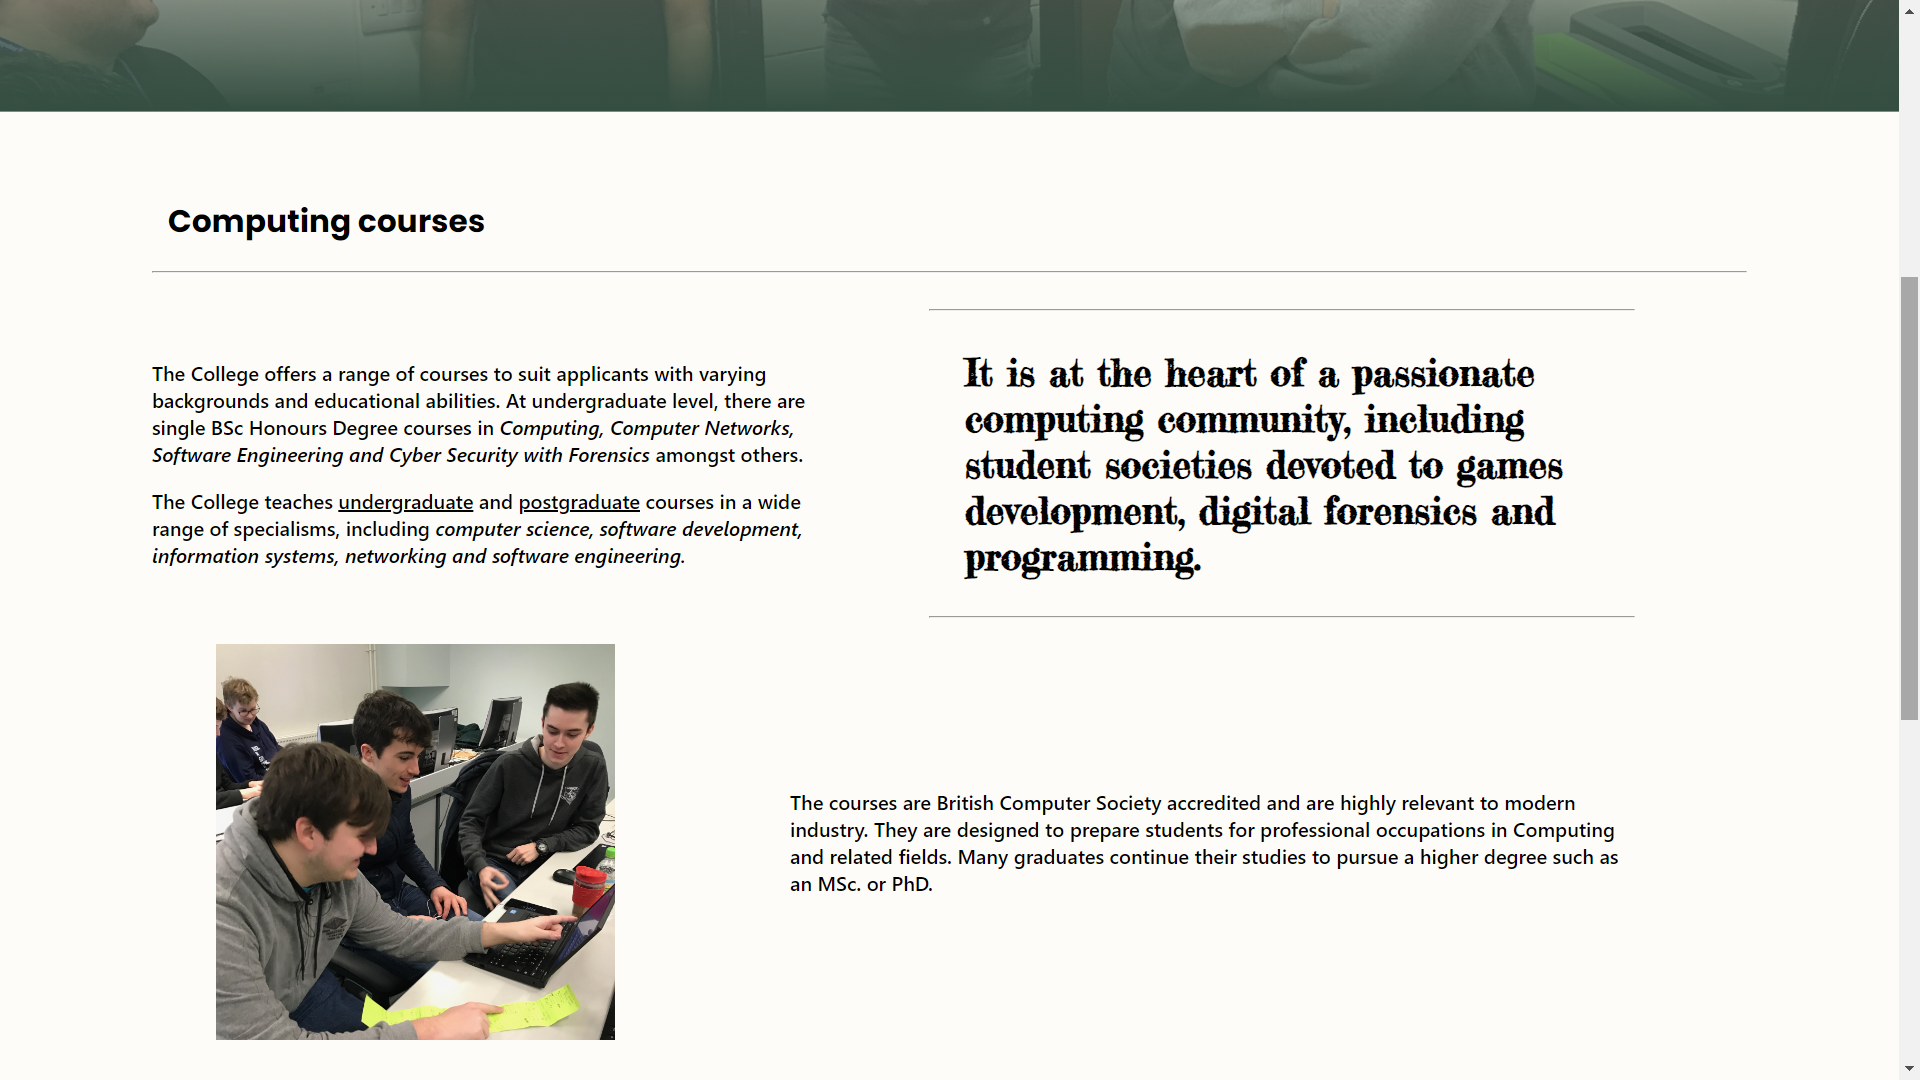 Computing courses
The College offers a range of courses to suit applicants with varying
backgrounds and educational abilities. At undergraduate level, there are
single BSc Honours Degree courses in Computing, Computer Networks,
Software Engineering and Cyber Security with Forensics amongst others.
The College teaches undergraduate and postgraduate courses in a wide
range of specialisms, including computer science, software development,
information systems, networking and software engineering.
It is at the heart of a passionate
computing community, including
student societies devoted to games
development, digital forensics and
programming.
The courses are British Computer Society accredited and are highly relevant to modern
industry. They are designed to prepare students for professional occupations in Computing
and related fields. Many graduates continue their studies to pursue a higher degree such as
an MSc. or PhD.